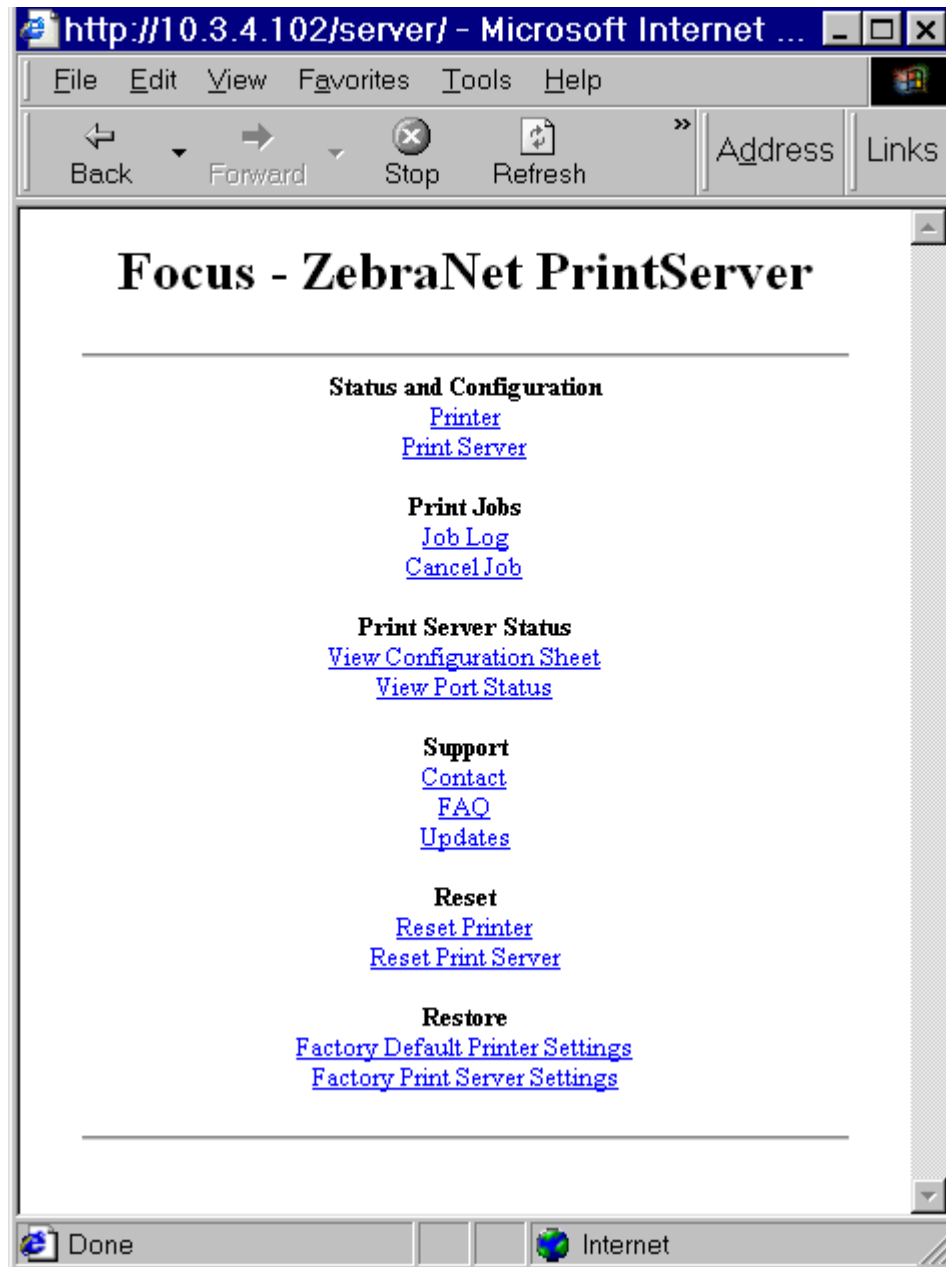 http://10.3.4.102/server/ - Microsoft Internet ...
File Edit View Favorites Tools Help
Back Forward Stop Refresh » Address Links
Focus - ZebraNet PrintServer
Status and Configuration
Printer
Print Server
Print Jobs
Job Log
Cancel Job
Print Server Status
View Configuration Sheet
View Port Status
Support
Contact
FAQ
Updates
Reset
Reset Printer
Reset Print Server
Restore
Factory Default Printer Settings
Factory Print Server Settings
Done Internet